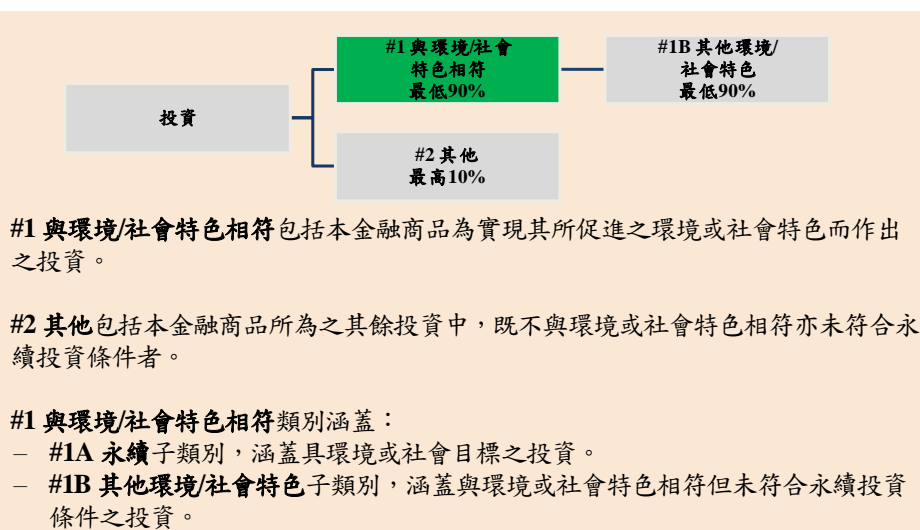 #1 與環境/社會
特色相符
最低90%
#1B 其他環境/
社會特色
最低90%
投資
#2 其他
最高10%
#1 與環境/社會特色相符包括本金融商品為實現其所促進之環境或社會特色而作出
之投資。
#2 其他包括本金融商品所為之其餘投資中，既不與環境或社會特色相符亦未符合永
續投資條件者。
#1 與環境/社會特色相符類別涵蓋：
– #1A 永續子類別，涵蓋具環境或社會目標之投資。
– #1B 其他環境/社會特色子類別，涵蓋與環境或社會特色相符但未符合永續投資
條件之投資。